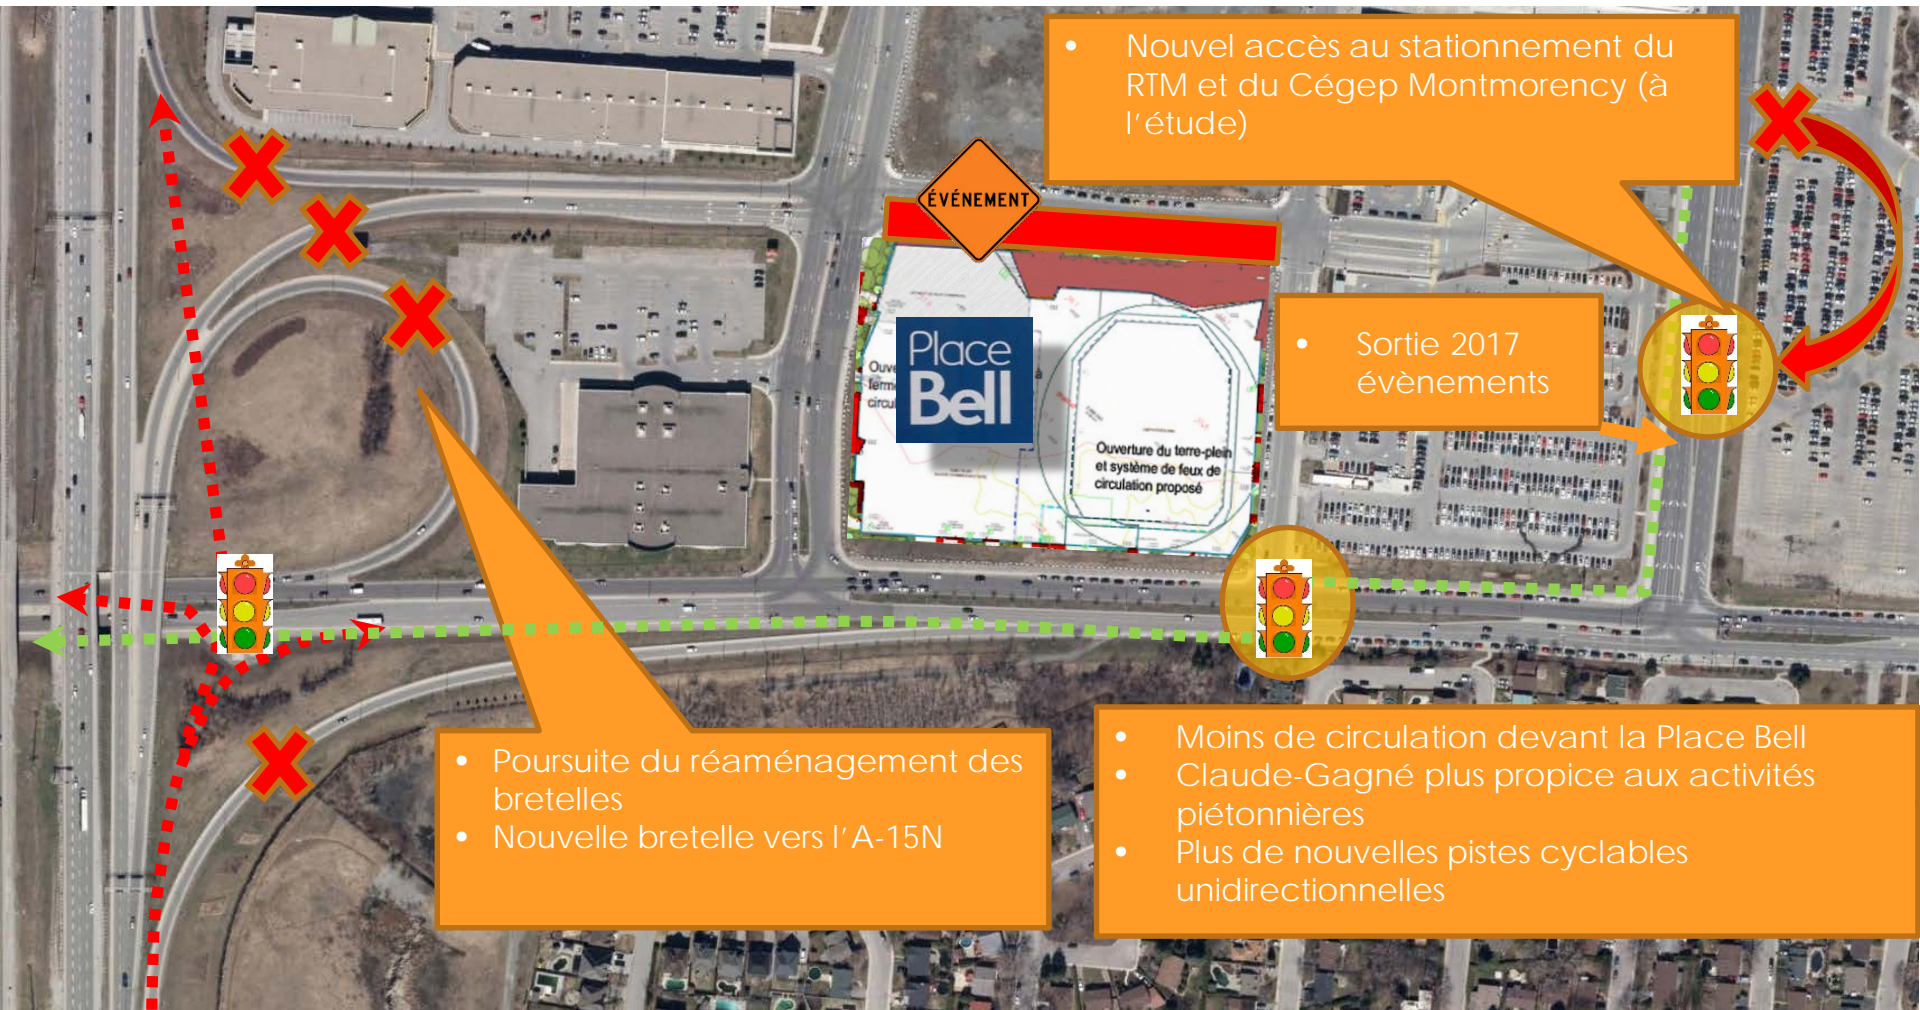 • Nouvel accès au stationnement du
RTM et du Cégep Montmorency (à
l'étude)
ÉVÉNEMENT
• Sortie 2017
évènements
Place
Bell
Ouverture du terre-plein
et système de feux de
circulation proposé
• Poursuite du réaménagement des
bretelles
• Nouvelle bretelle vers l'A-15N
• Moins de circulation devant la Place Bell
• Claude-Gagné plus propice aux activités
piétonnières
• Plus de nouvelles pistes cyclables
unidirectionnelles